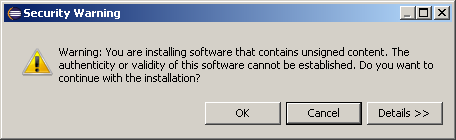 Security Warning
Warning: You are installing software that contains unsigned content. The
authenticity or validity of this software cannot be established. Do you want to
continue with the installation?
OK Cancel Details >>